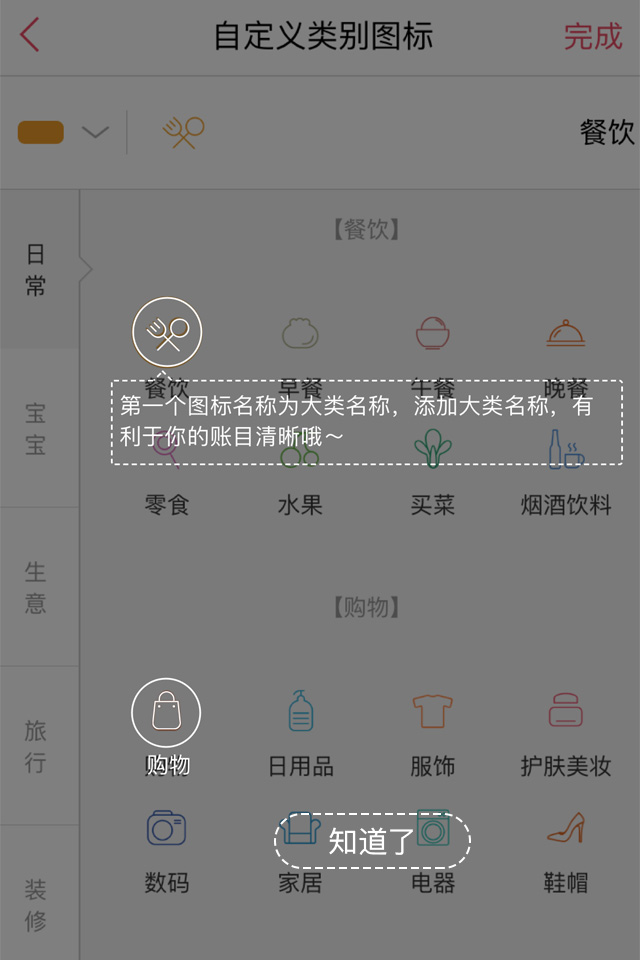 自定义类别图标
完成
餐饮
日常
宝宝
生意
旅行
装修
【餐饮】
餐饮
早餐
午餐
晚餐
第一个图标名称为大类名称，添加大类名称，有
利于你的账目清晰哦～
零食
水果
买菜
烟酒饮料
【购物】
购物
日用品
服饰
护肤美妆
知道了
数码
家居
电器
鞋帽